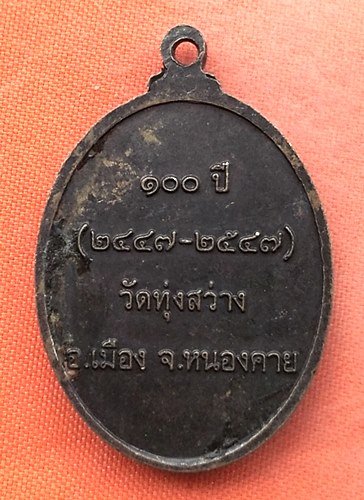 ๑๐๐ ปี
(๒๔๔๗-๒๕๔๗)
วัดทุ่งสว่าง
อ.เมือง จ.หนองคาย